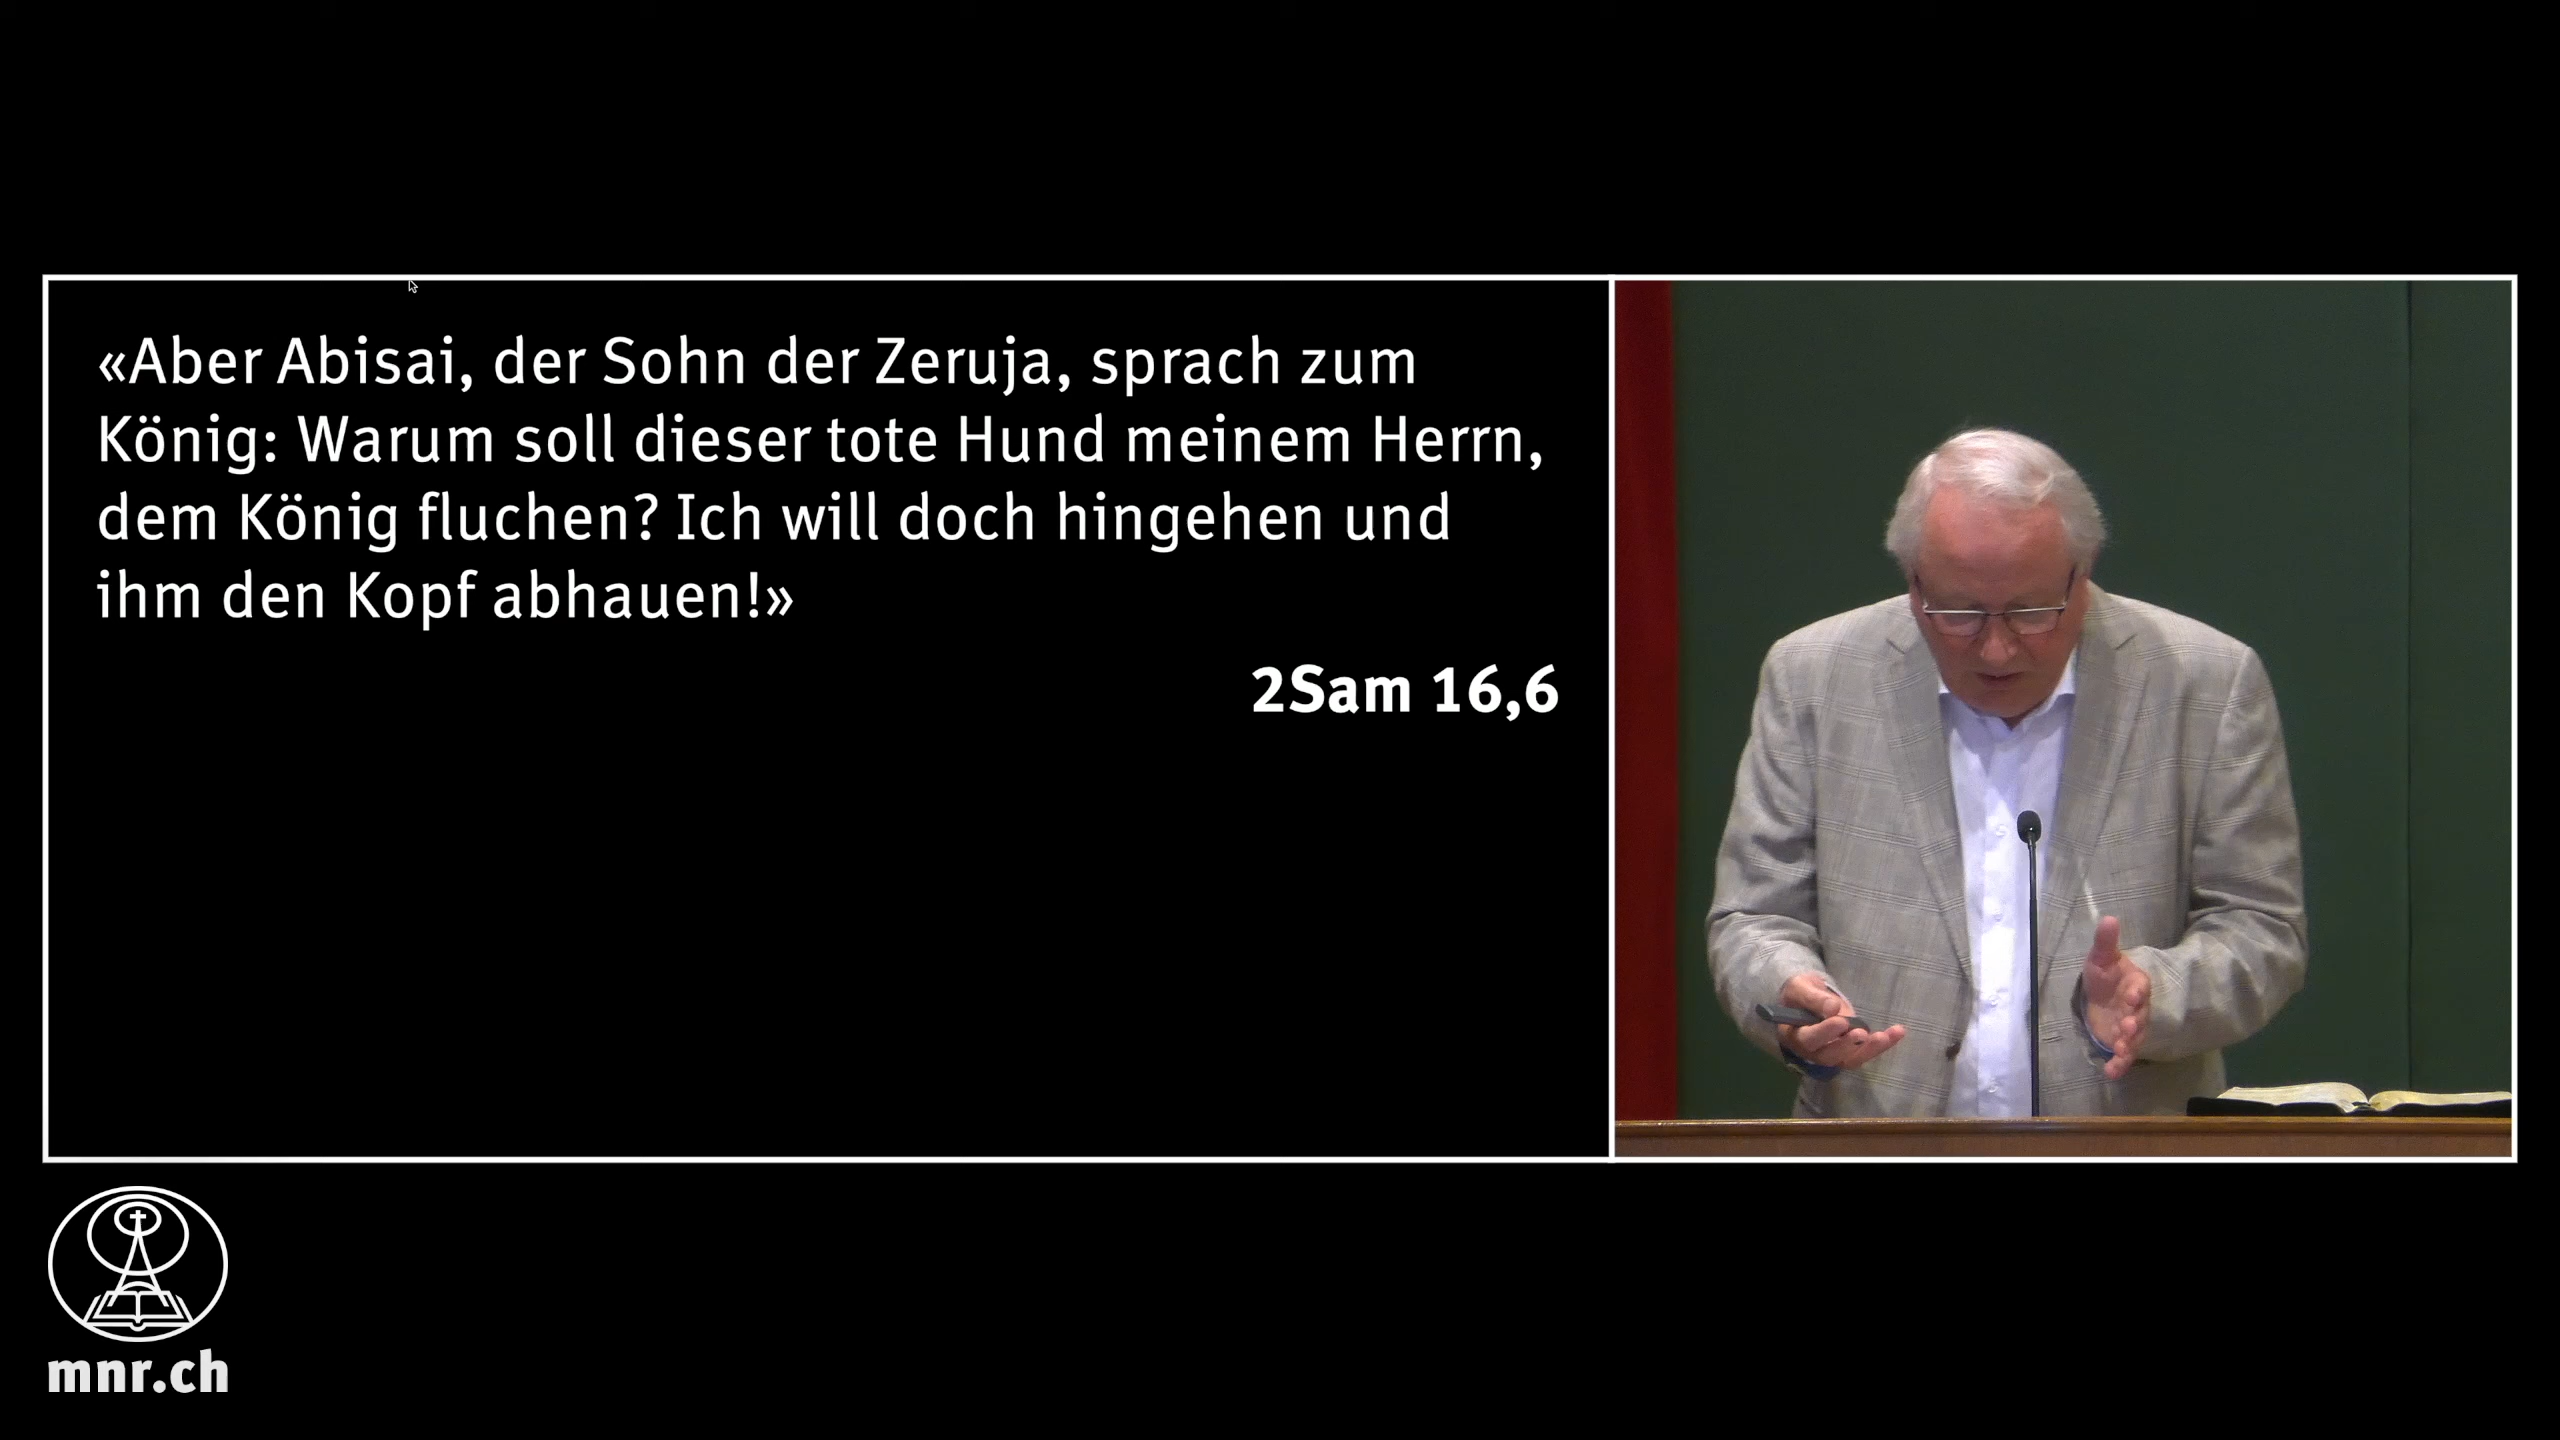 «Aber Abisai, der Sohn der Zeruja, sprach zum
König: Warum soll dieser tote Hund meinem Herrn,
dem König fluchen? Ich will doch hingehen und
ihm den Kopf abhauen!»
2Sam 16,6
mnr.ch